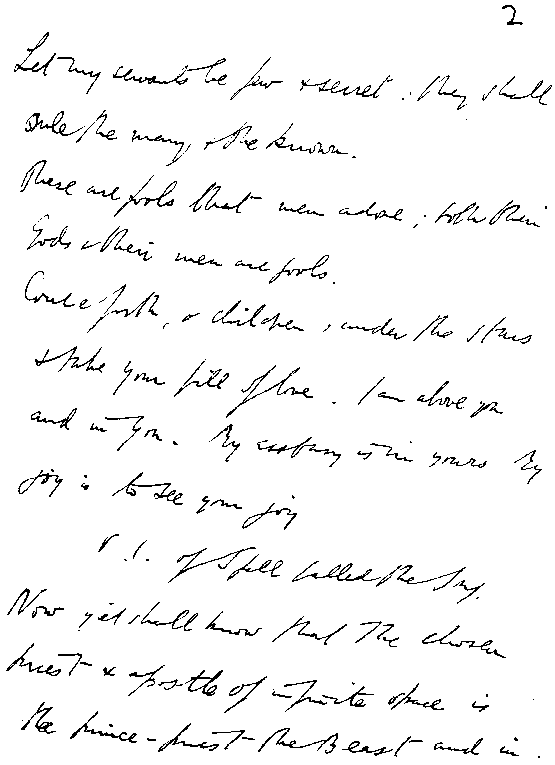 2
Let my servants be few & secret : they shall
rule the many & the known.
These are fools that men adore ; both their
Gods & their men are fools.
Come forth, o children, under the stars
& take your fill of love. I am above you
and in you. My ecstasy is in yours My
joy is to see your joy
V. 1. of Spell called the Song.
Now ye shall know that the chosen
priest & apostle of infinite space is
the prince-priest the Beast and in